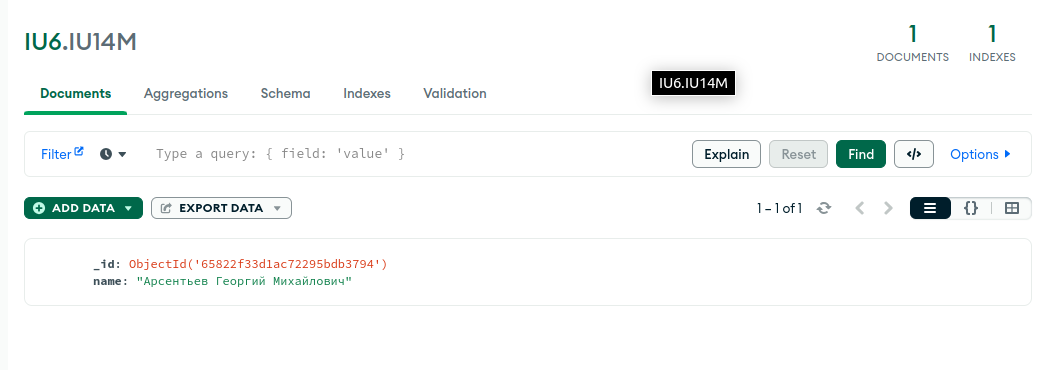 IU6.IU14M
1 1
DOCUMENTS INDEXES
Documents Aggregations Schema Indexes Validation
IU6.IU14M
Filter Type a query: { field: 'value' } Explain Reset Find </> Options
ADD DATA EXPORT DATA 1 – 1 of 1 {}
_id: ObjectId('65822f33d1ac72295bdb3794')
name: "Арсентьев Георгий Михайлович"